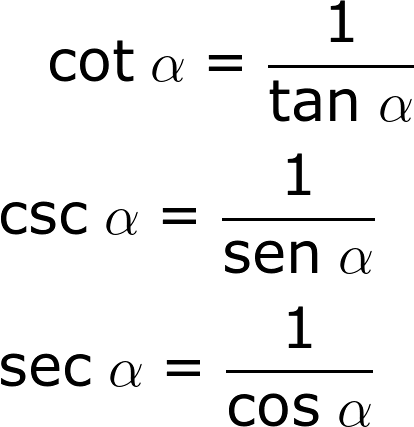 cot α = 1/tan α
csc α = 1/sen α
sec α = 1/cos α